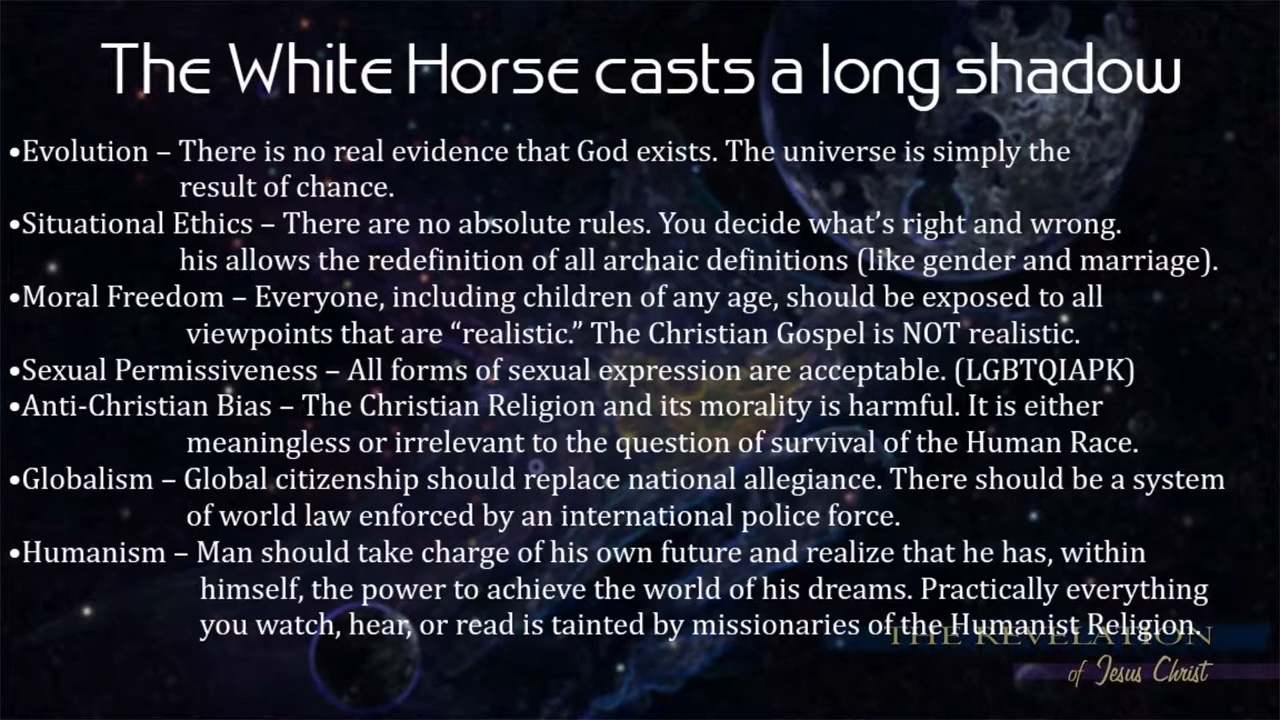 The White Horse casts a long shadow
•Evolution – There is no real evidence that God exists. The universe is simply the
result of chance.
•Situational Ethics – There are no absolute rules. You decide what's right and wrong.
his allows the redefinition of all archaic definitions (like gender and marriage).
•Moral Freedom – Everyone, including children of any age, should be exposed to all
viewpoints that are “realistic.” The Christian Gospel is NOT realistic.
•Sexual Permissiveness – All forms of sexual expression are acceptable. (LGBTQIAPK)
•Anti-Christian Bias – The Christian Religion and its morality is harmful. It is either
meaningless or irrelevant to the question of survival of the Human Race.
•Globalism – Global citizenship should replace national allegiance. There should be a system
of world law enforced by an international police force.
•Humanism – Man should take charge of his own future and realize that he has, within
himself, the power to achieve the world of his dreams. Practically everything
you watch, hear, or read is tainted by missionaries of the Humanist Religion.
THE REVELATION
of Jesus Christ